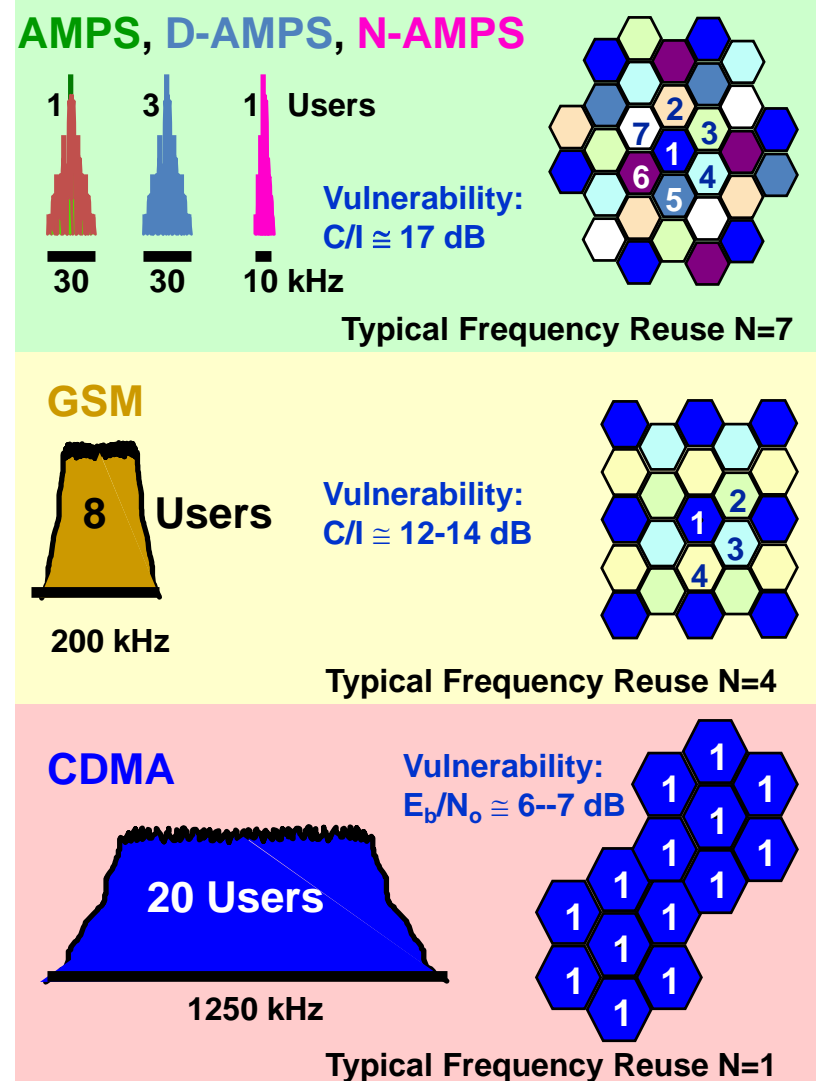 AMPS, D-AMPS, N-AMPS
1 3 1 Users
30 30 10 kHz
Vulnerability:
C/I ≅ 17 dB
2
7 3
1
6 4
5
Typical Frequency Reuse N=7
GSM
8 Users
200 kHz
Vulnerability:
C/I ≅ 12-14 dB
2
1
3
4
Typical Frequency Reuse N=4
CDMA
20 Users
1250 kHz
Vulnerability:
Eb/No ≅ 6--7 dB
1
1 1
1
1 1
1 1
1 1
1
1 1
1
Typical Frequency Reuse N=1